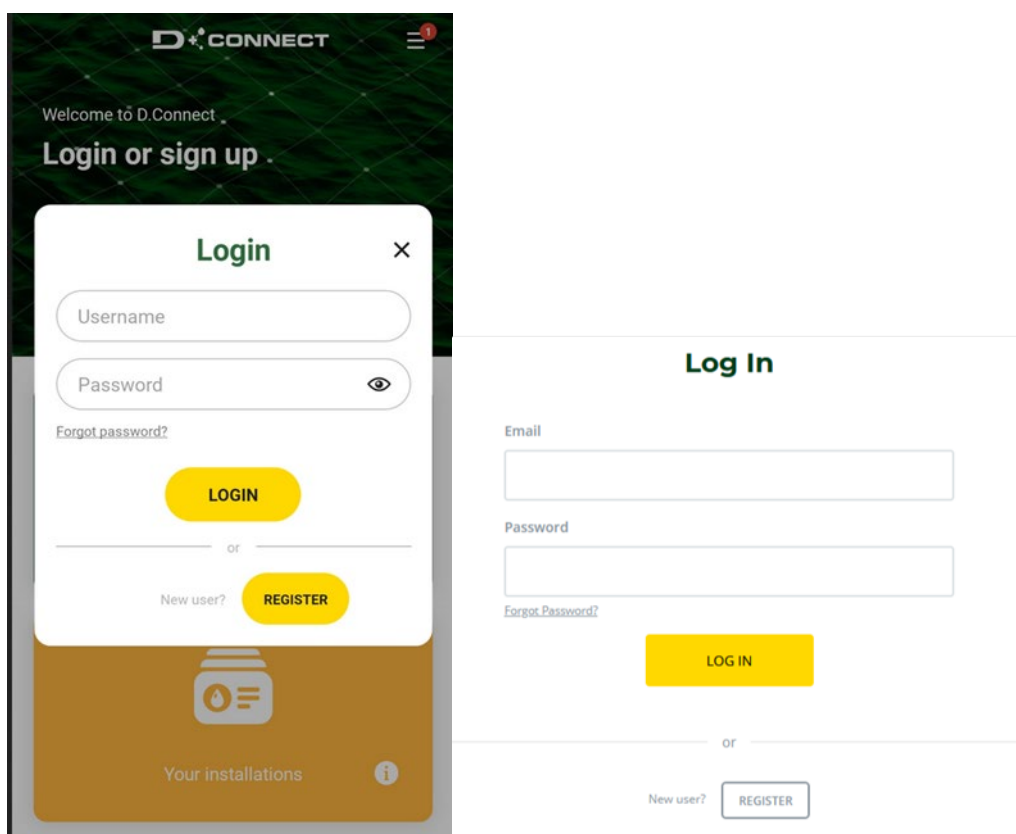 D CONNECT
1
Welcome to D.Connect
Login or sign up
Login
Username
Password
Forgot password?
LOGIN
or
New user? REGISTER
Your installations
i
Log In
Email
Password
Forgot Password?
LOG IN
or
New user? REGISTER